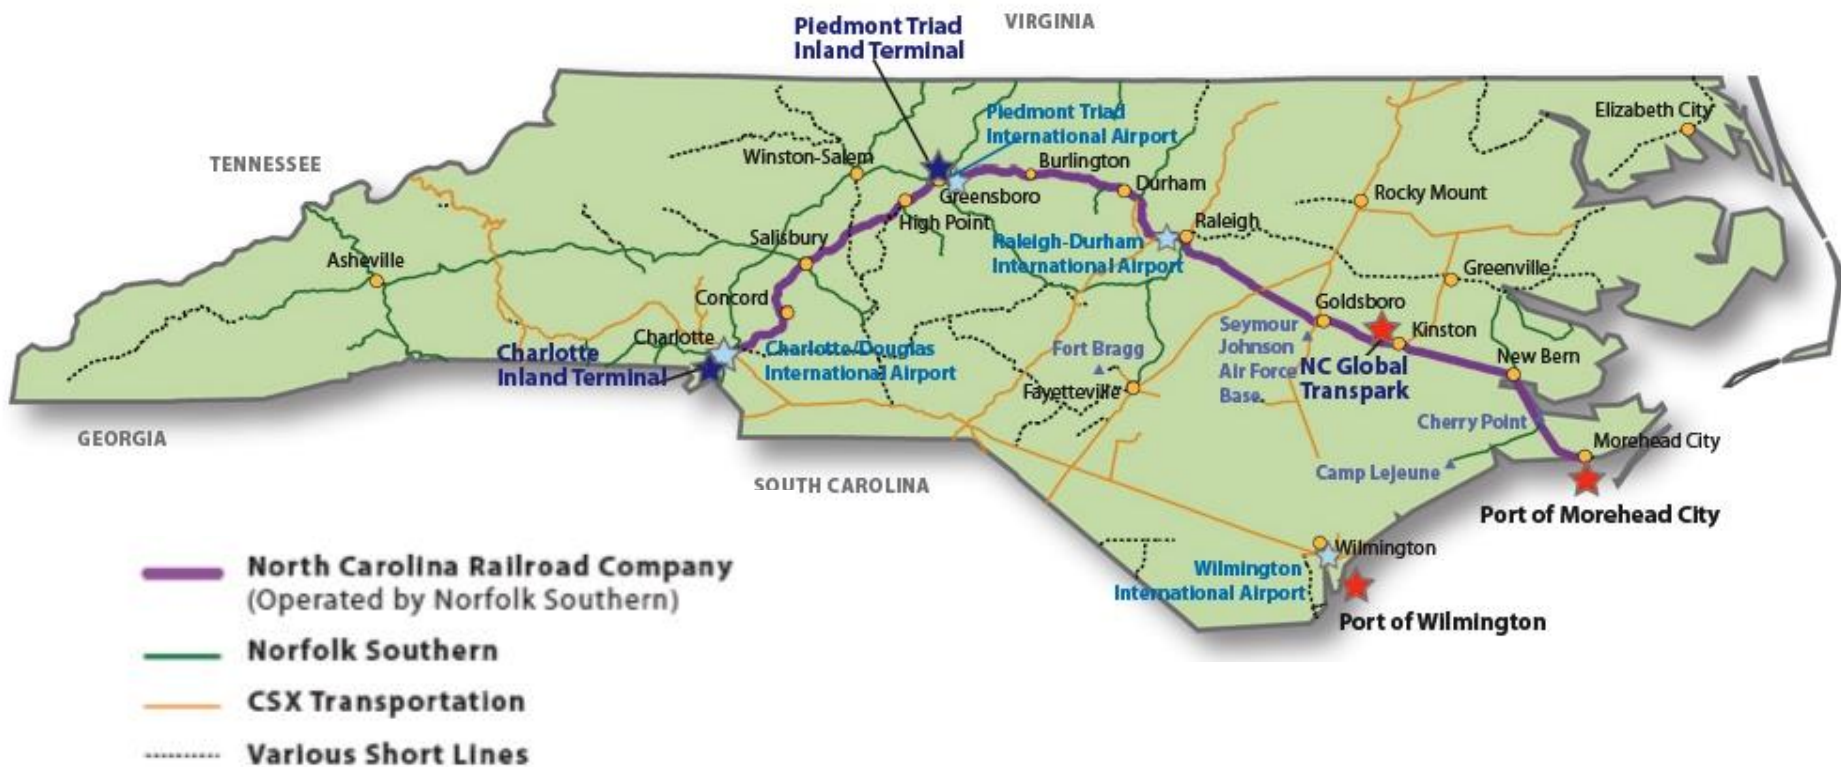 VIRGINIA
Piedmont Triad
Inland Terminal
Piedmont Triad
International Airport
Elizabeth City
TENNESSEE
Winston-Salem
Burlington
Durham
Greensboro
Rocky Mount
High Point
Raleigh
Salisbury
Raleigh-Durham
International Airport
Asheville
Greenville
Concord
Goldsboro
Charlotte
Kinston
Seymour
Johnson
Air Force
Base
Charlotte
Inland Terminal
Charlotte/Douglas
International Airport
Fort Bragg
NC Global
Transpark
New Bern
Fayetteville
Cherry Point
GEORGIA
Morehead City
Camp Lejeune
SOUTH CAROLINA
Port of Morehead City
Wilmington
Wilmington
International Airport
Port of Wilmington
North Carolina Railroad Company
(Operated by Norfolk Southern)
Norfolk Southern
CSX Transportation
Various Short Lines